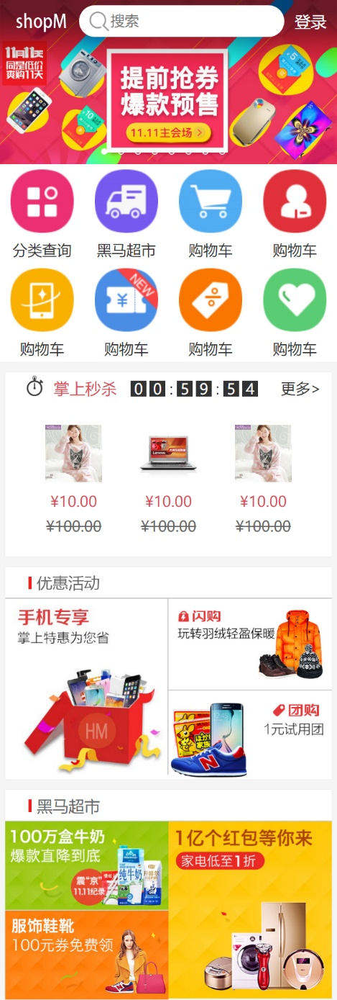 shopM
搜索
登录
11月11天
同是低价
爽购11天
提前抢券
爆款预售
11.11主会场 >
¥5
¥10
分类查询
黑马超市
购物车
购物车
NEW
¥
购物车
购物车
购物车
购物车
掌上秒杀
00:59:54
更多>
Lenovo
¥10.00
¥10.00
¥10.00
¥100.00
¥100.00
¥100.00
优惠活动
手机专享
掌上特惠为您省
HM
闪购
玩转羽绒轻盈保暖
团购
1元试用团
N
黑马超市
100万盒牛奶
爆款直降到底
震“京”
11.11纪录
纯牛奶
1亿个红包等你来
家电低至1折
服饰鞋靴
100元券免费领